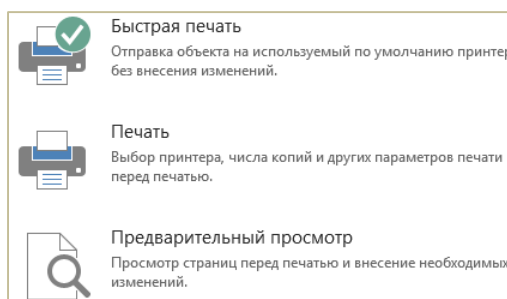 Быстрая печать
Отправка объекта на используемый по умолчанию принтер
без внесения изменений.
Печать
Выбор принтера, числа копий и других параметров печати
перед печатью.
Предварительный просмотр
Просмотр страниц перед печатью и внесение необходимых
изменений.